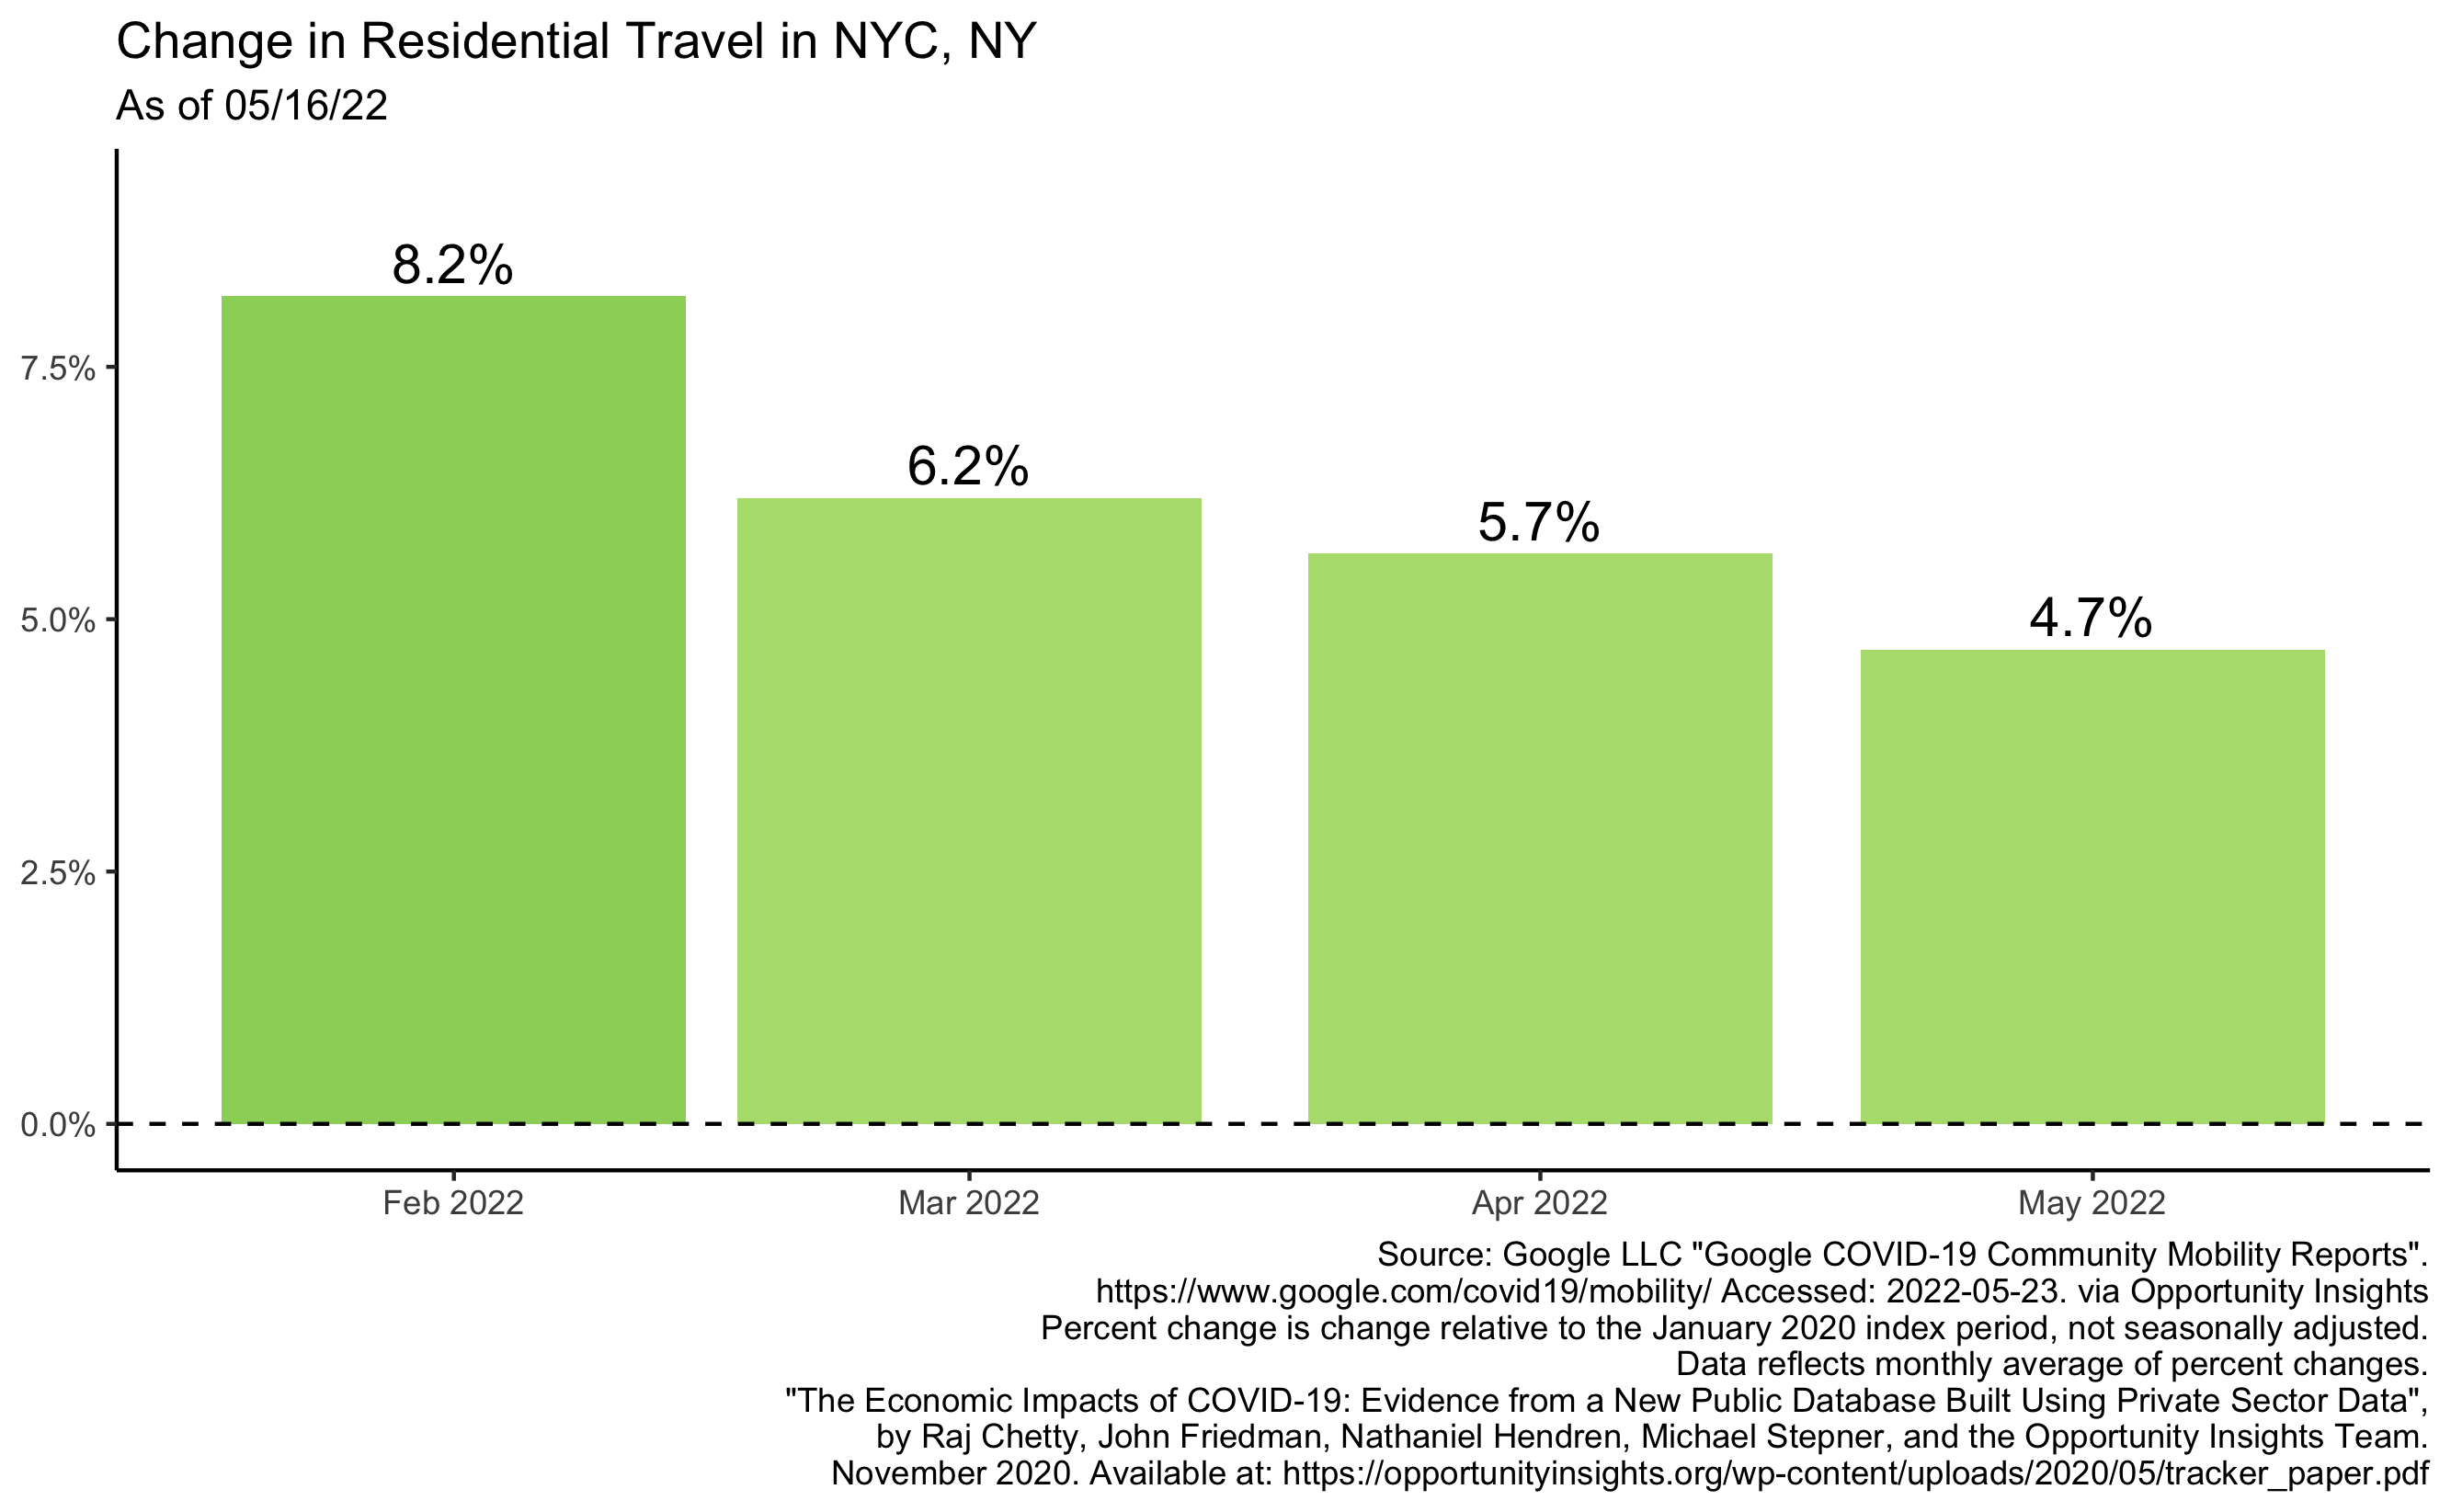 Change in Residential Travel in NYC, NY
As of 05/16/22
8.2%
6.2%
5.7%
4.7%
7.5%
5.0%
2.5%
0.0%
Feb 2022
Mar 2022
Apr 2022
May 2022
Source: Google LLC "Google COVID-19 Community Mobility Reports".
https://www.google.com/covid19/mobility/ Accessed: 2022-05-23. via Opportunity Insights
Percent change is change relative to the January 2020 index period, not seasonally adjusted.
Data reflects monthly average of percent changes.
"The Economic Impacts of COVID-19: Evidence from a New Public Database Built Using Private Sector Data",
by Raj Chetty, John Friedman, Nathaniel Hendren, Michael Stepner, and the Opportunity Insights Team.
November 2020. Available at: https://opportunityinsights.org/wp-content/uploads/2020/05/tracker_paper.pdf